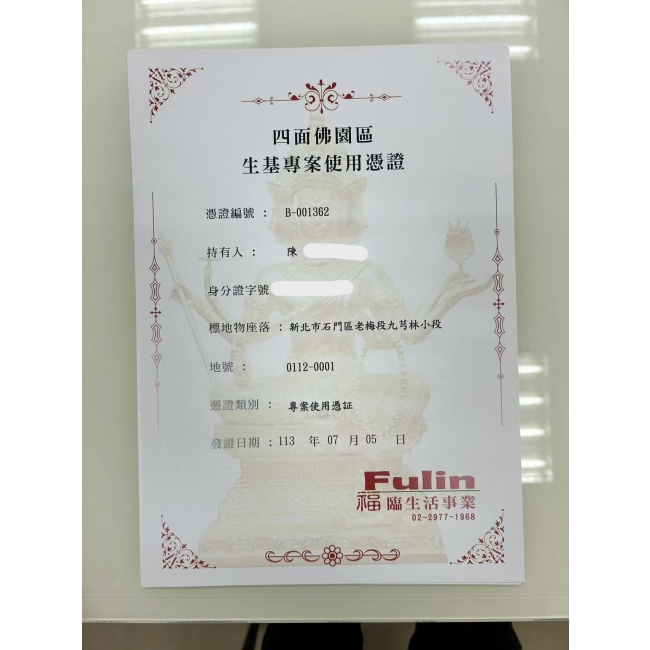 四面佛園區
生基專案使用憑證
憑證編號 ： B-001362
持有人 ： 陳
身分證字號
標地物座落 ：新北市石門區老梅段九芎林小段
地號 ： 0112-0001
憑證類別 ： 專案使用憑証
發證日期 ：113 年 07 月 05 日
Fulin
福臨生活事業
02-2977-1968